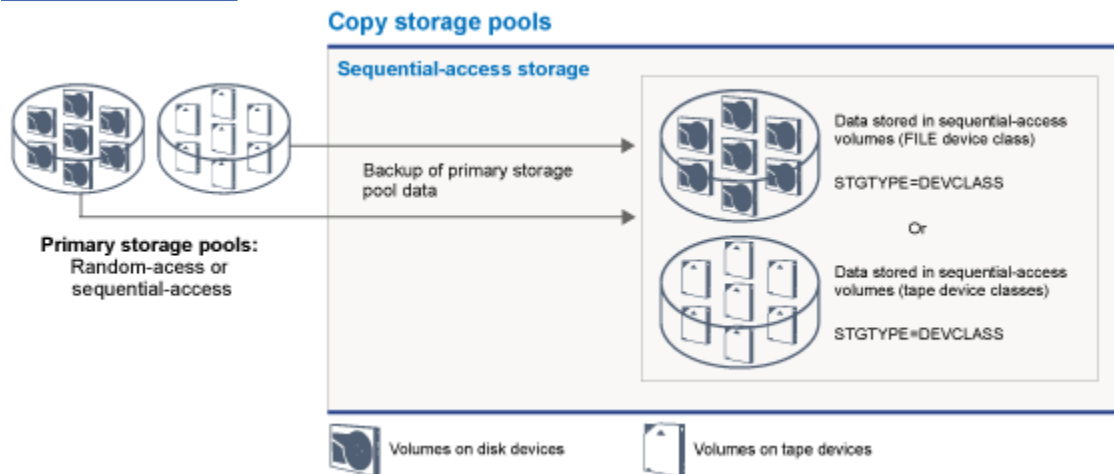 Copy storage pools
Sequential-access storage
Data stored in sequential-access
volumes (FILE device class)
STGTYPE=DEVCLASS
Backup of primary storage
pool data
Or
Primary storage pools:
Random-acess or
sequential-access
Data stored in sequential-access
volumes (tape device classes)
STGTYPE=DEVCLASS
Volumes on disk devices
Volumes on tape devices